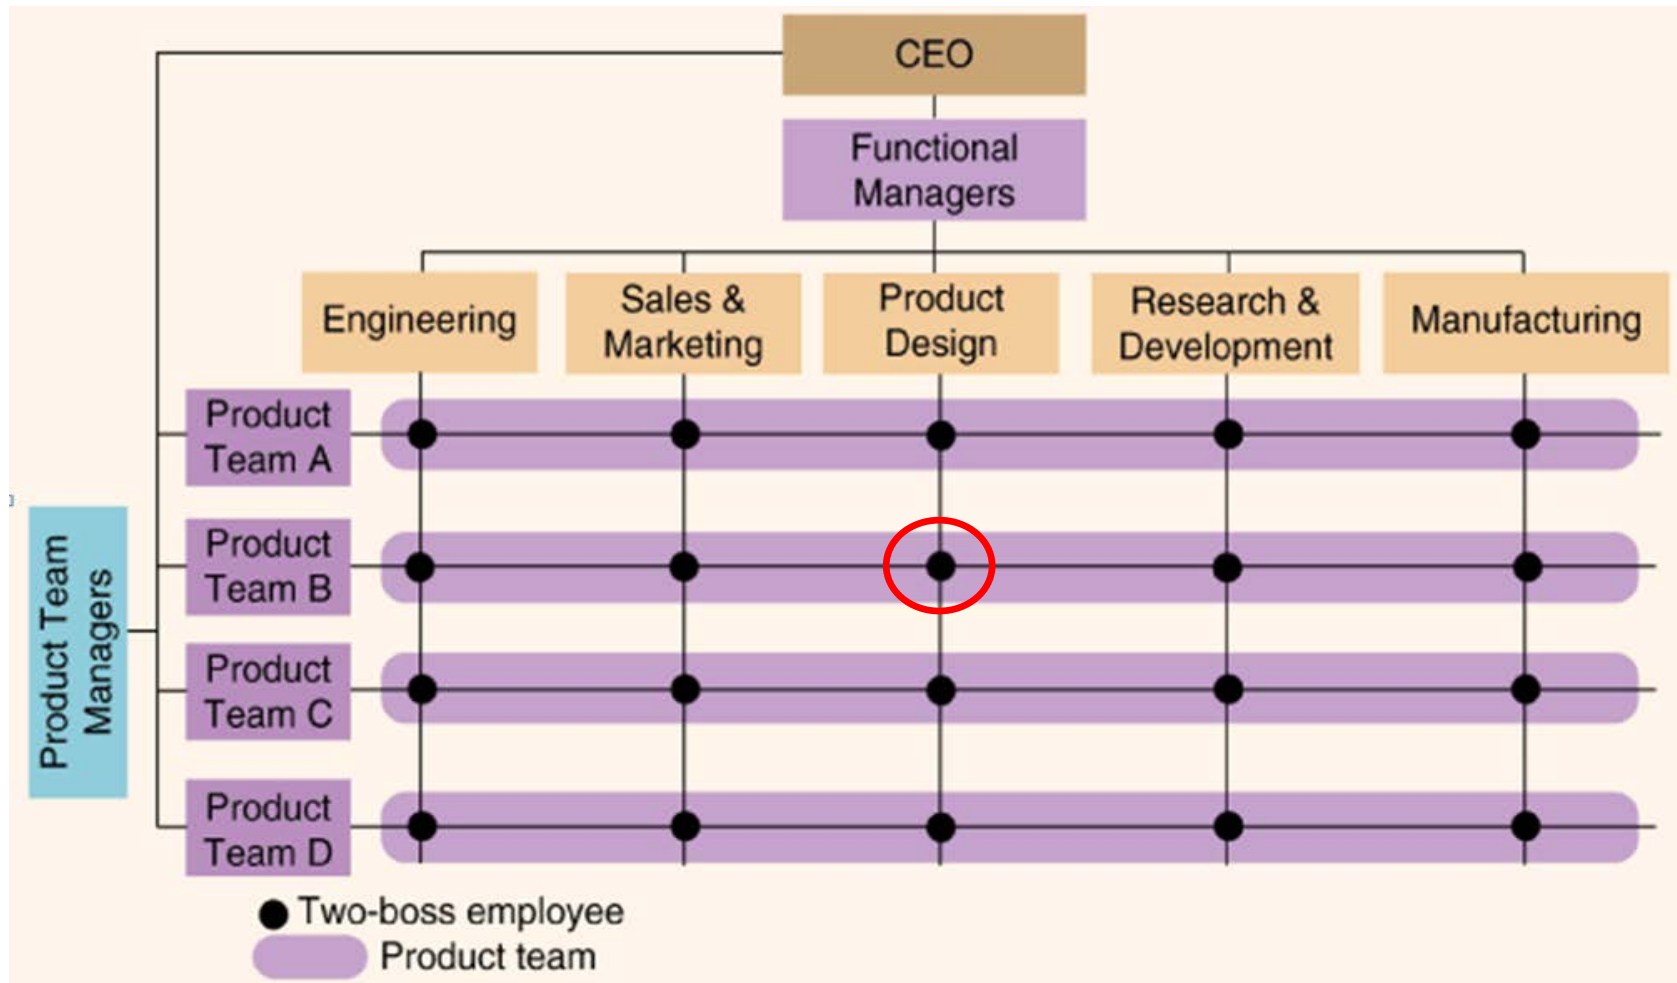 CEO
Functional
Managers
Engineering
Sales &
Marketing
Product
Design
Research &
Development
Manufacturing
Product Team
Managers
Product
Team A
Product
Team B
Product
Team C
Product
Team D
Two-boss employee
Product team